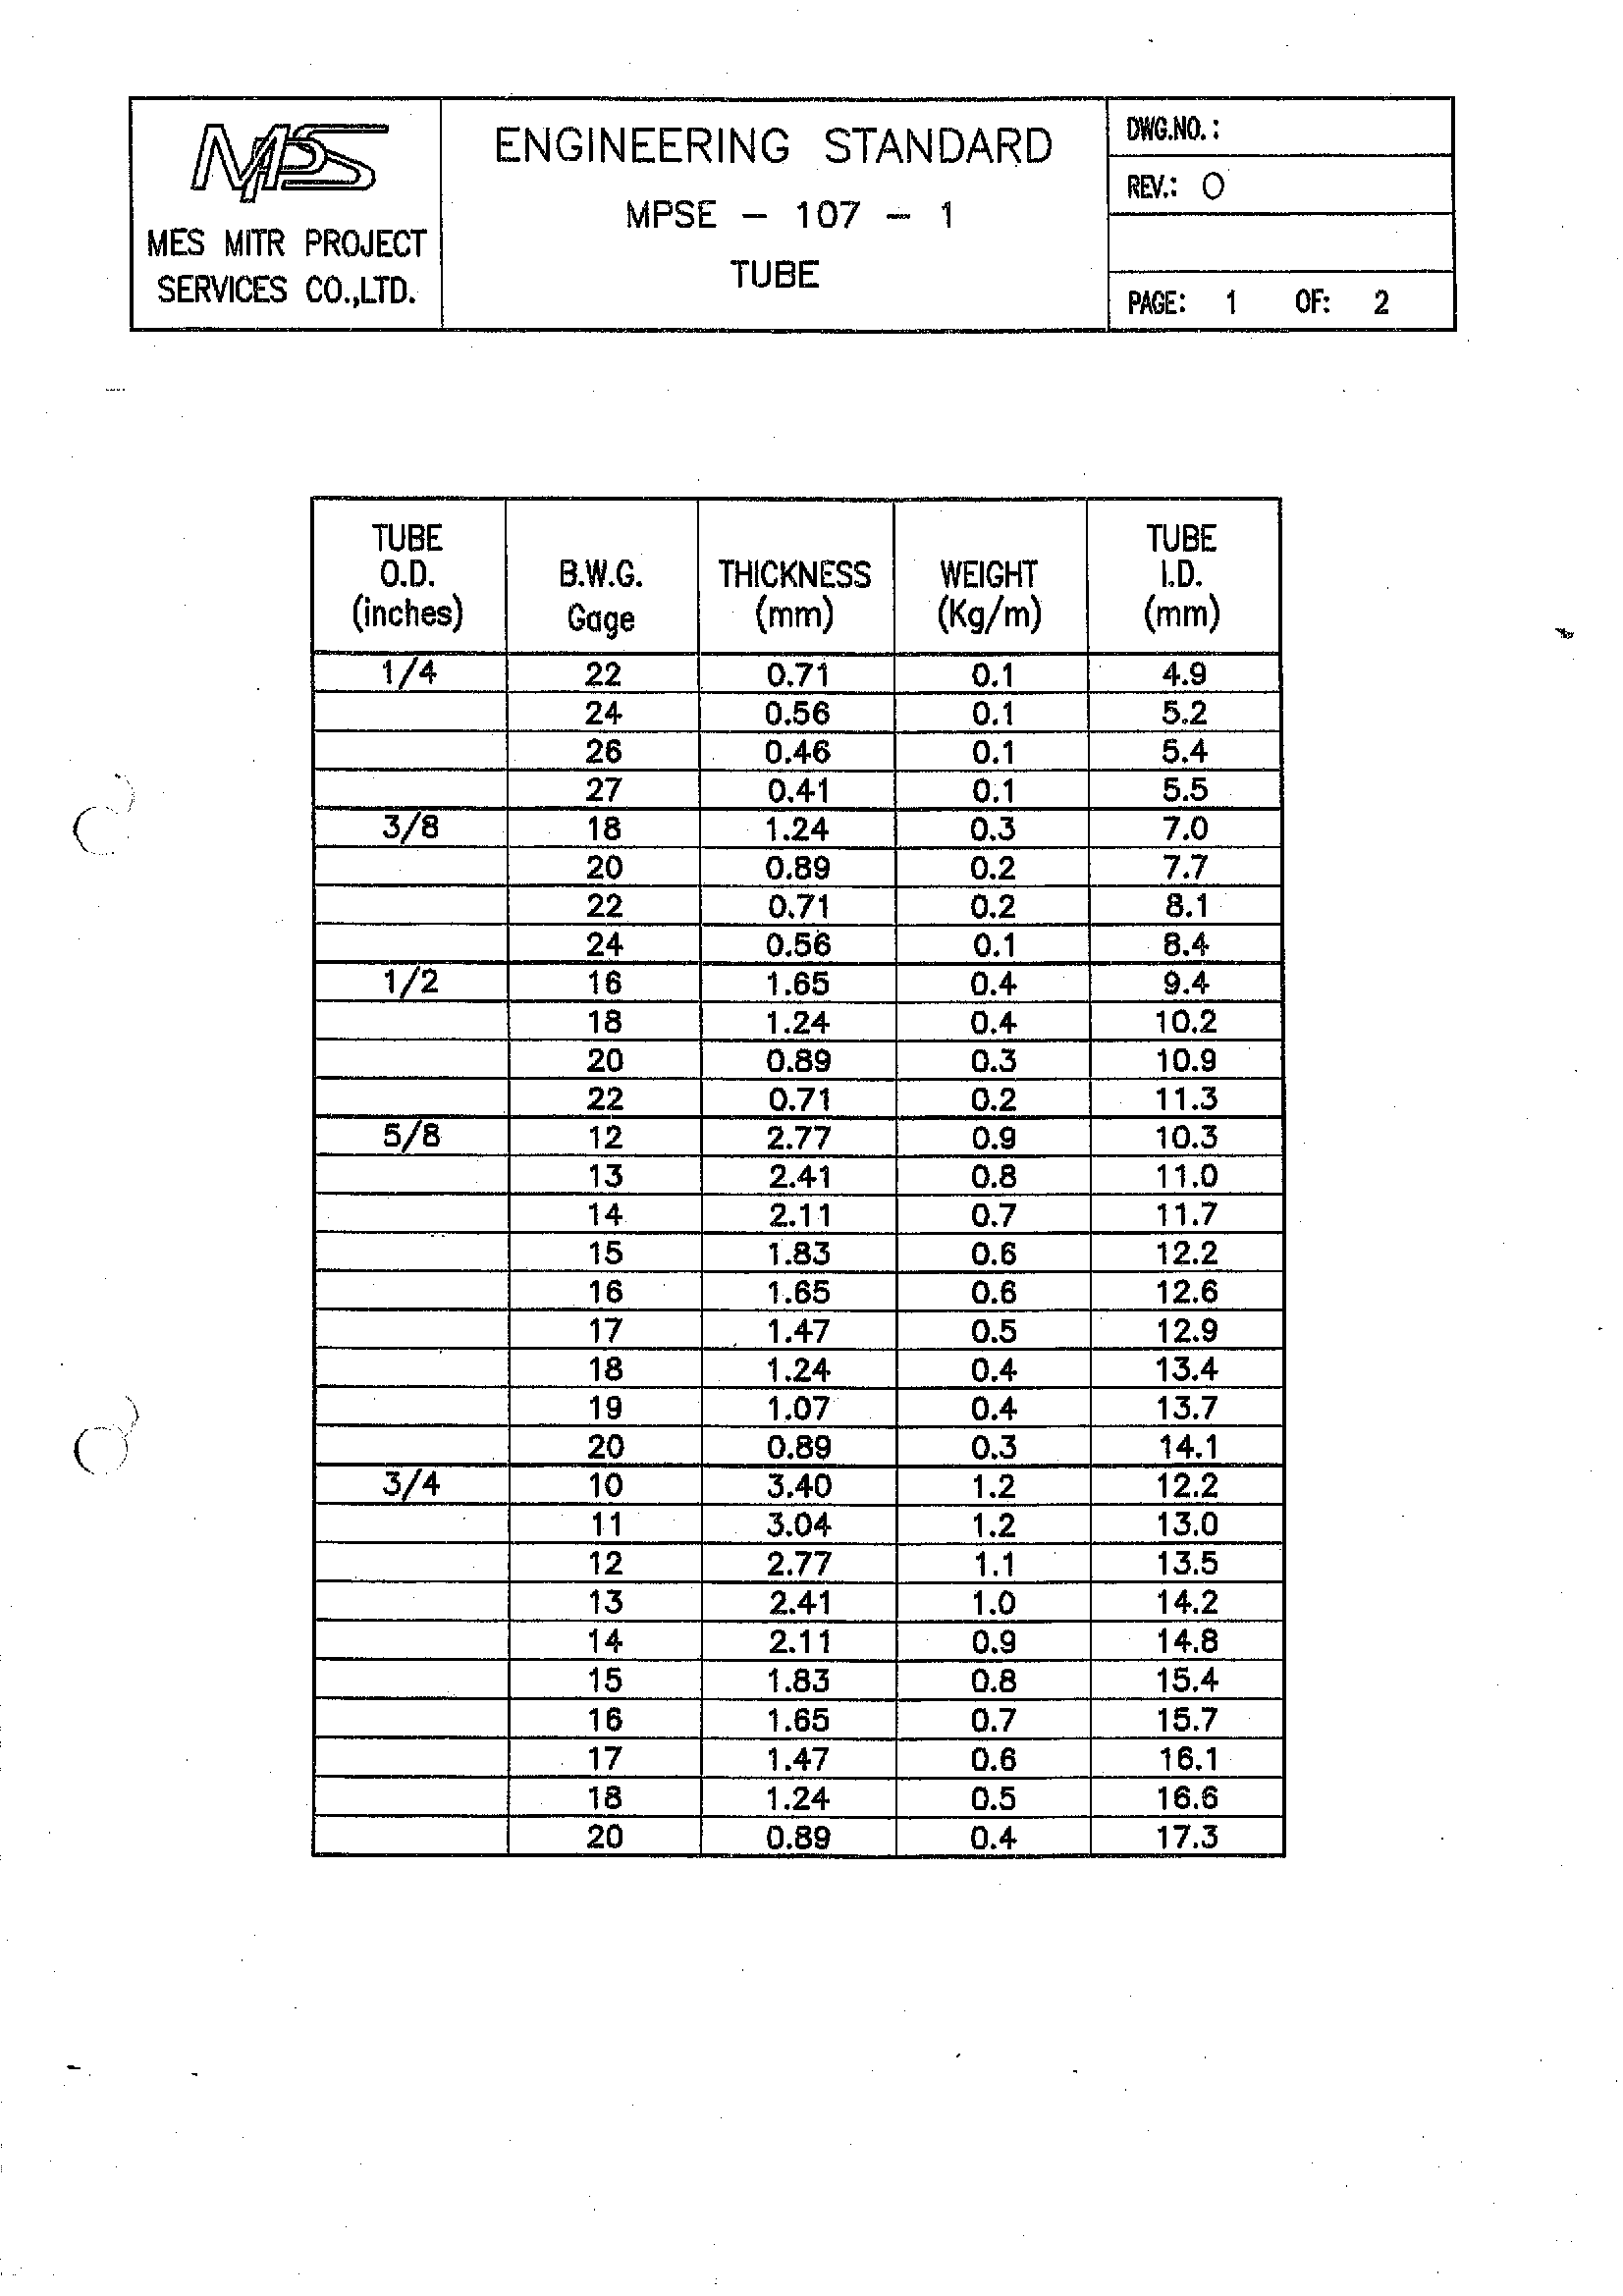 MPS
MES MITR PROJECT
SERVICES CO.,LTD.
ENGINEERING STANDARD
MPSE - 107 - 1
TUBE
DWG.NO. :
REV.: O
PAGE: 1 OF: 2
TUBE O.D. (inches) B.W.G. Gage THICKNESS (mm) WEIGHT (Kg/m) TUBE I.D. (mm)
1/4 22 0.71 0.1 4.9
24 0.56 0.1 5.2
26 0.46 0.1 5.4
27 0.41 0.1 5.5
3/8 18 1.24 0.3 7.0
20 0.89 0.2 7.7
22 0.71 0.2 8.1
24 0.56 0.1 8.4
1/2 16 1.65 0.4 9.4
18 1.24 0.4 10.2
20 0.89 0.3 10.9
22 0.71 0.2 11.3
5/8 12 2.77 0.9 10.3
13 2.41 0.8 11.0
14 2.11 0.7 11.7
15 1.83 0.6 12.2
16 1.65 0.6 12.6
17 1.47 0.5 12.9
18 1.24 0.4 13.4
19 1.07 0.4 13.7
20 0.89 0.3 14.1
3/4 10 3.40 1.2 12.2
11 3.04 1.2 13.0
12 2.77 1.1 13.5
13 2.41 1.0 14.2
14 2.11 0.9 14.8
15 1.83 0.8 15.4
16 1.65 0.7 15.7
17 1.47 0.6 16.1
18 1.24 0.5 16.6
20 0.89 0.4 17.3